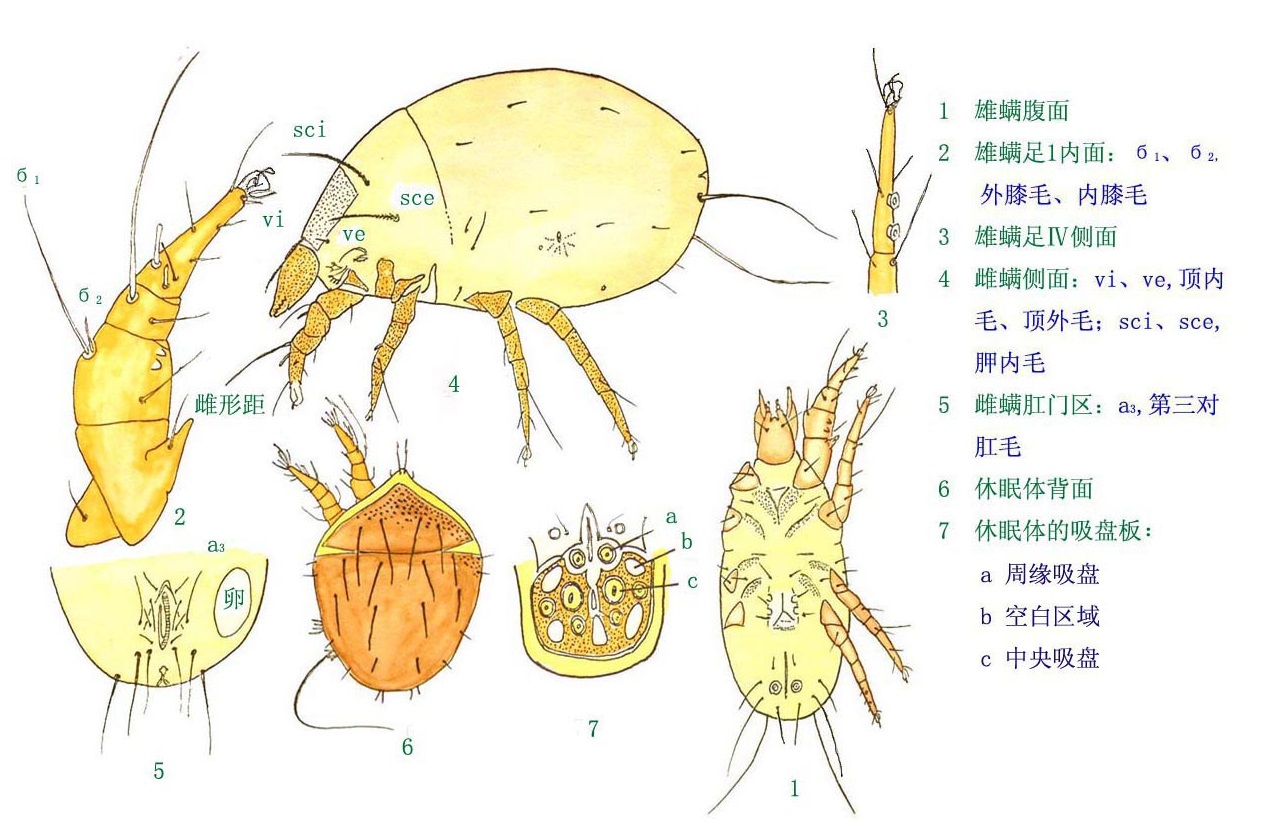 sci
б1
sce
vi
ve
б2
3
4
雌形距
2
a3
a
b
卵
c
7
6
5
1
1 雄螨腹面
2 雄螨足1内面：б1、б2,
外膝毛、内膝毛
3 雄螨足Ⅳ侧面
4 雌螨侧面：vi、ve,顶内
毛、顶外毛；sci、sce,
胛内毛
5 雌螨肛门区：a3,第三对
肛毛
6 休眠体背面
7 休眠体的吸盘板：
a 周缘吸盘
b 空白区域
c 中央吸盘